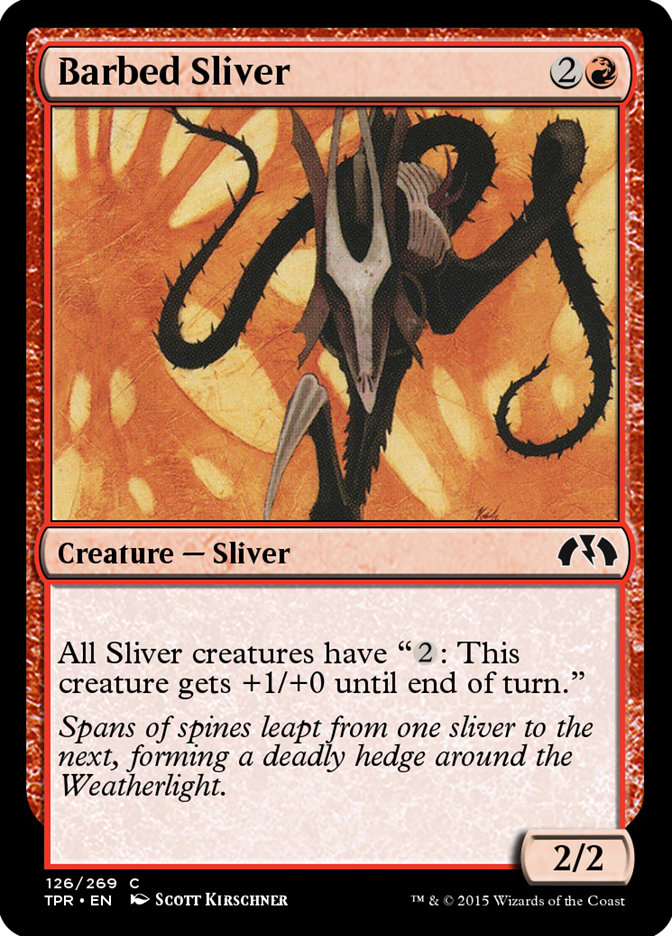 Barbed Sliver 2
Creature — Sliver
All Sliver creatures have “2: This
creature gets +1/+0 until end of turn.”
Spans of spines leapt from one sliver to the
next, forming a deadly hedge around the
Weatherlight.
2/2
126/269 C
TPR • EN Scott Kirschner ™ & © 2015 Wizards of the Coast